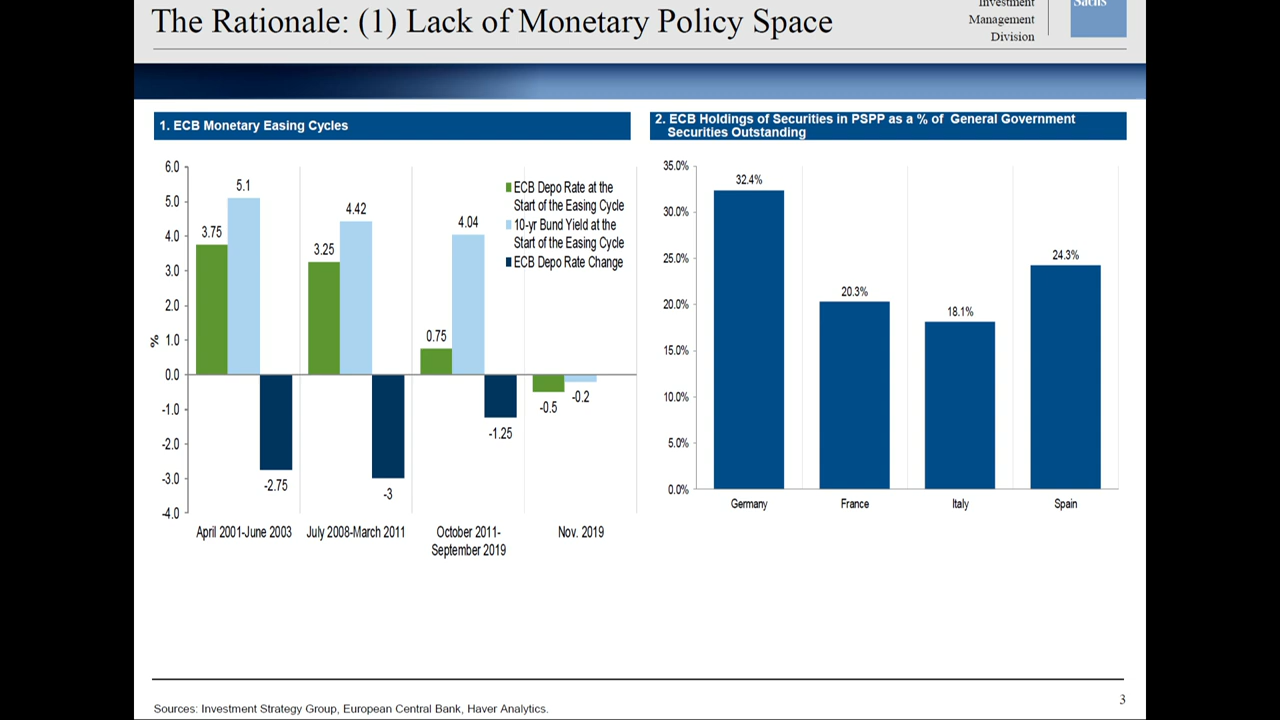 The Rationale: (1) Lack of Monetary Policy Space
Investment
Management
Division
Sachs
1. ECB Monetary Easing Cycles
6.0
5.0
4.0
3.0
2.0
1.0
0.0
-1.0
-2.0
-3.0
-4.0
%
3.75
5.1
-2.75
3.25
4.42
-3
0.75
4.04
-1.25
-0.5
-0.2
ECB Depo Rate at the
Start of the Easing Cycle
10-yr Bund Yield at the
Start of the Easing Cycle
ECB Depo Rate Change
April 2001-June 2003
July 2008-March 2011
October 2011-
September 2019
Nov. 2019
2. ECB Holdings of Securities in PSPP as a % of General Government
Securities Outstanding
35.0%
30.0%
25.0%
20.0%
15.0%
10.0%
5.0%
0.0%
32.4%
20.3%
18.1%
24.3%
Germany
France
Italy
Spain
Sources: Investment Strategy Group, European Central Bank, Haver Analytics.
3